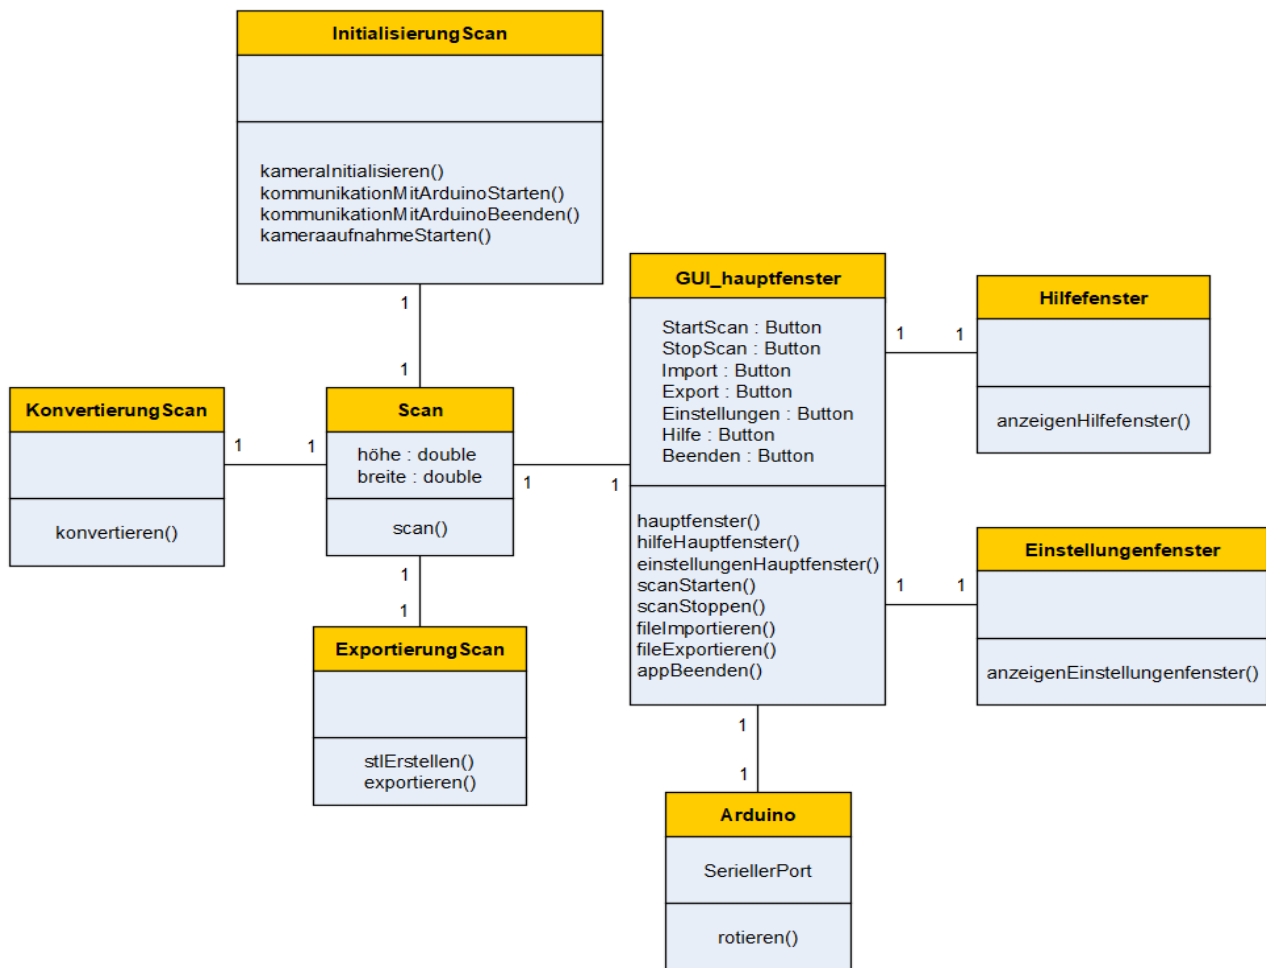 InitialisierungScan
kameraInitialisieren()
kommunikationMitArduinoStarten()
kommunikationMitArduinoBeenden()
kameraaufnahmeStarten()
1
1
KonvertierungScan
konvertieren()
1
1
Scan
höhe : double
breite : double
scan()
1
1
1
1
ExportierungScan
stlErstellen()
exportieren()
GUI_hauptfenster
StartScan : Button
StopScan : Button
Import : Button
Export : Button
Einstellungen : Button
Hilfe : Button
Beenden : Button
hauptfenster()
hilfeHauptfenster()
einstellungenHauptfenster()
scanStarten()
scanStoppen()
fileImportieren()
fileExportieren()
appBeenden()
1
1
Hilfefenster
anzeigenHilfefenster()
1
1
Einstellungenfenster
anzeigenEinstellungenfenster()
1
1
Arduino
SeriellerPort
rotieren()